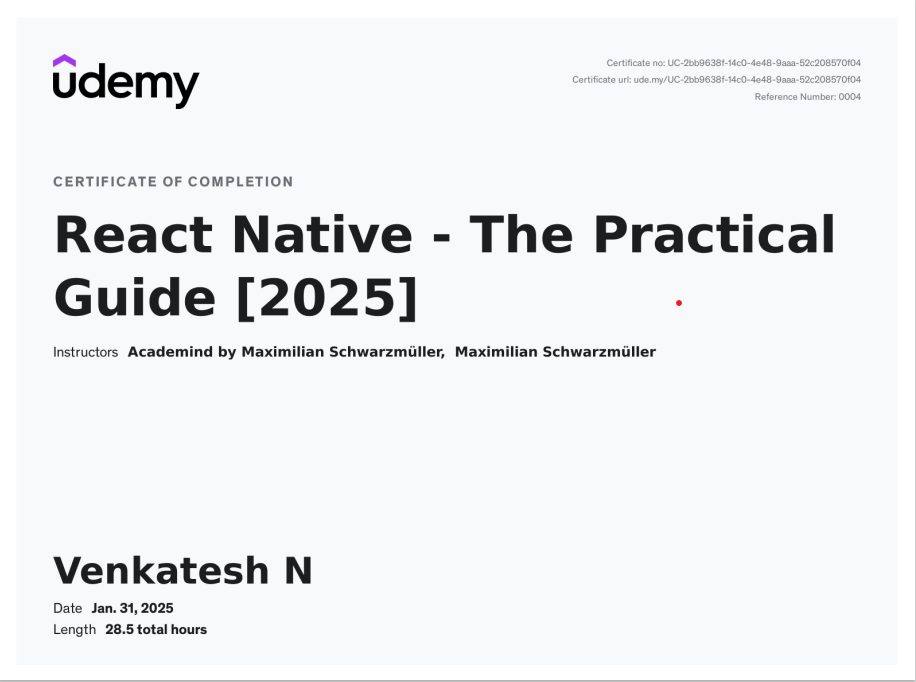 udemy
Certificate no: UC-2bb9638f-14c0-4e48-9aaa-52c208570f04
Certificate url: ude.my/UC-2bb9638f-14c0-4e48-9aaa-52c208570f04
Reference Number: 0004
CERTIFICATE OF COMPLETION
React Native - The Practical
Guide [2025]
Instructors Academind by Maximilian Schwarzmüller, Maximilian Schwarzmüller
Venkatesh N
Date Jan. 31, 2025
Length 28.5 total hours